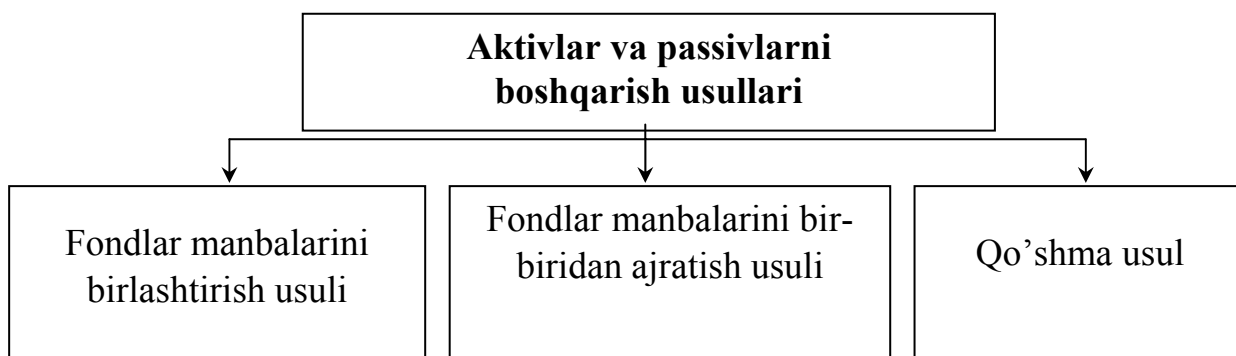 Aktivlar va passivlarni
boshqarish usullari
Fondlar manbalarini
birlashtirish usuli
Fondlar manbalarini bir-
biridan ajratish usuli
Qo’shma usul